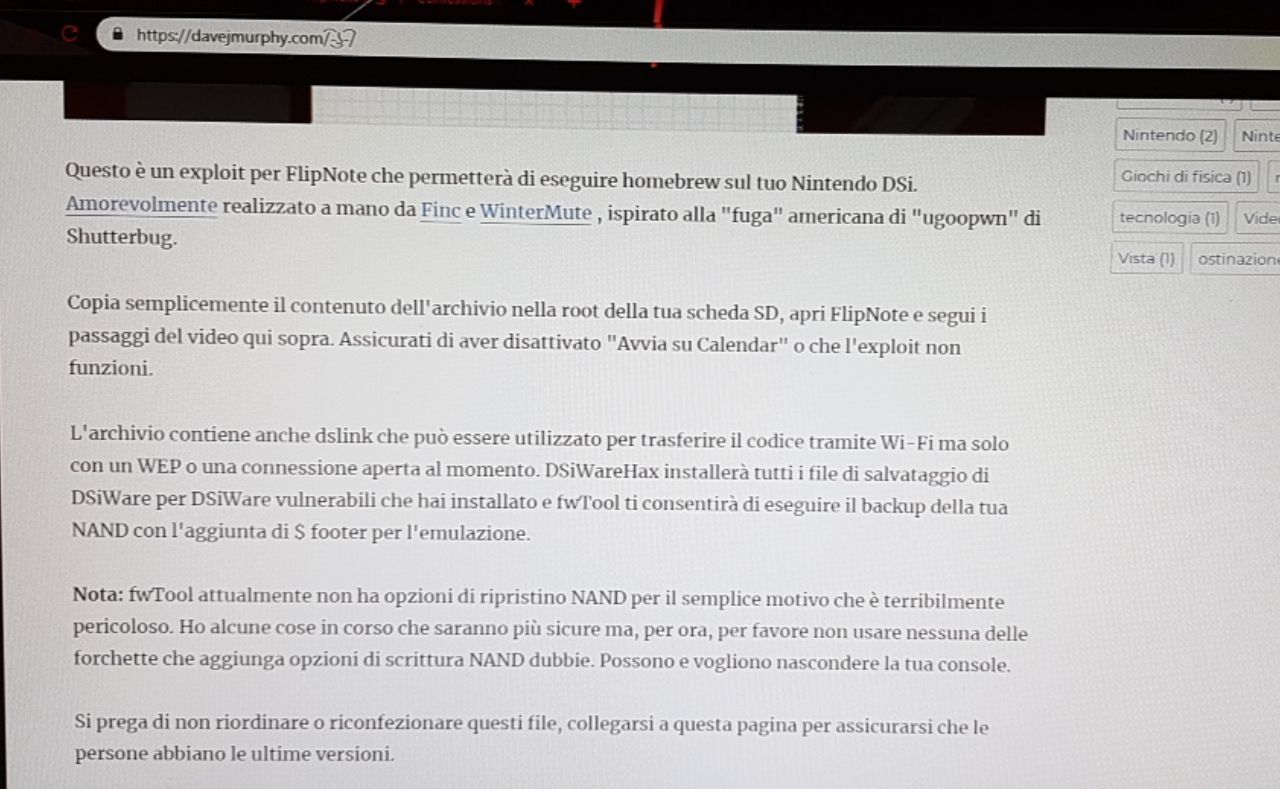 https://davejmurphy.com/
Nintendo (2)
Giochi di fisica (1)
tecnologia (1)
Vista (1)
Questo è un exploit per FlipNote che permetterà di eseguire homebrew sul tuo Nintendo DSi.
Amorevolmente realizzato a mano da Finc e WinterMute , ispirato alla "fuga" americana di "ugoopwn" di
Shutterbug.
Copia semplicemente il contenuto dell'archivio nella root della tua scheda SD, apri FlipNote e segui i
passaggi del video qui sopra. Assicurati di aver disattivato "Avvia su Calendar" o che l'exploit non
funzioni.
L'archivio contiene anche dslink che può essere utilizzato per trasferire il codice tramite Wi-Fi ma solo
con un WEP o una connessione aperta al momento. DSiWareHax installerà tutti i file di salvataggio di
DSiWare per DSiWare vulnerabili che hai installato e fwTool ti consentirà di eseguire il backup della tua
NAND con l'aggiunta di $ footer per l'emulazione.
Nota: fwTool attualmente non ha opzioni di ripristino NAND per il semplice motivo che è terribilmente
pericoloso. Ho alcune cose in corso che saranno più sicure ma, per ora, per favore non usare nessuna delle
forchette che aggiunga opzioni di scrittura NAND dubbie. Possono e vogliono nascondere la tua console.
Si prega di non riordinare o riconfezionare questi file, collegarsi a questa pagina per assicurarsi che le
persone abbiano le ultime versioni.